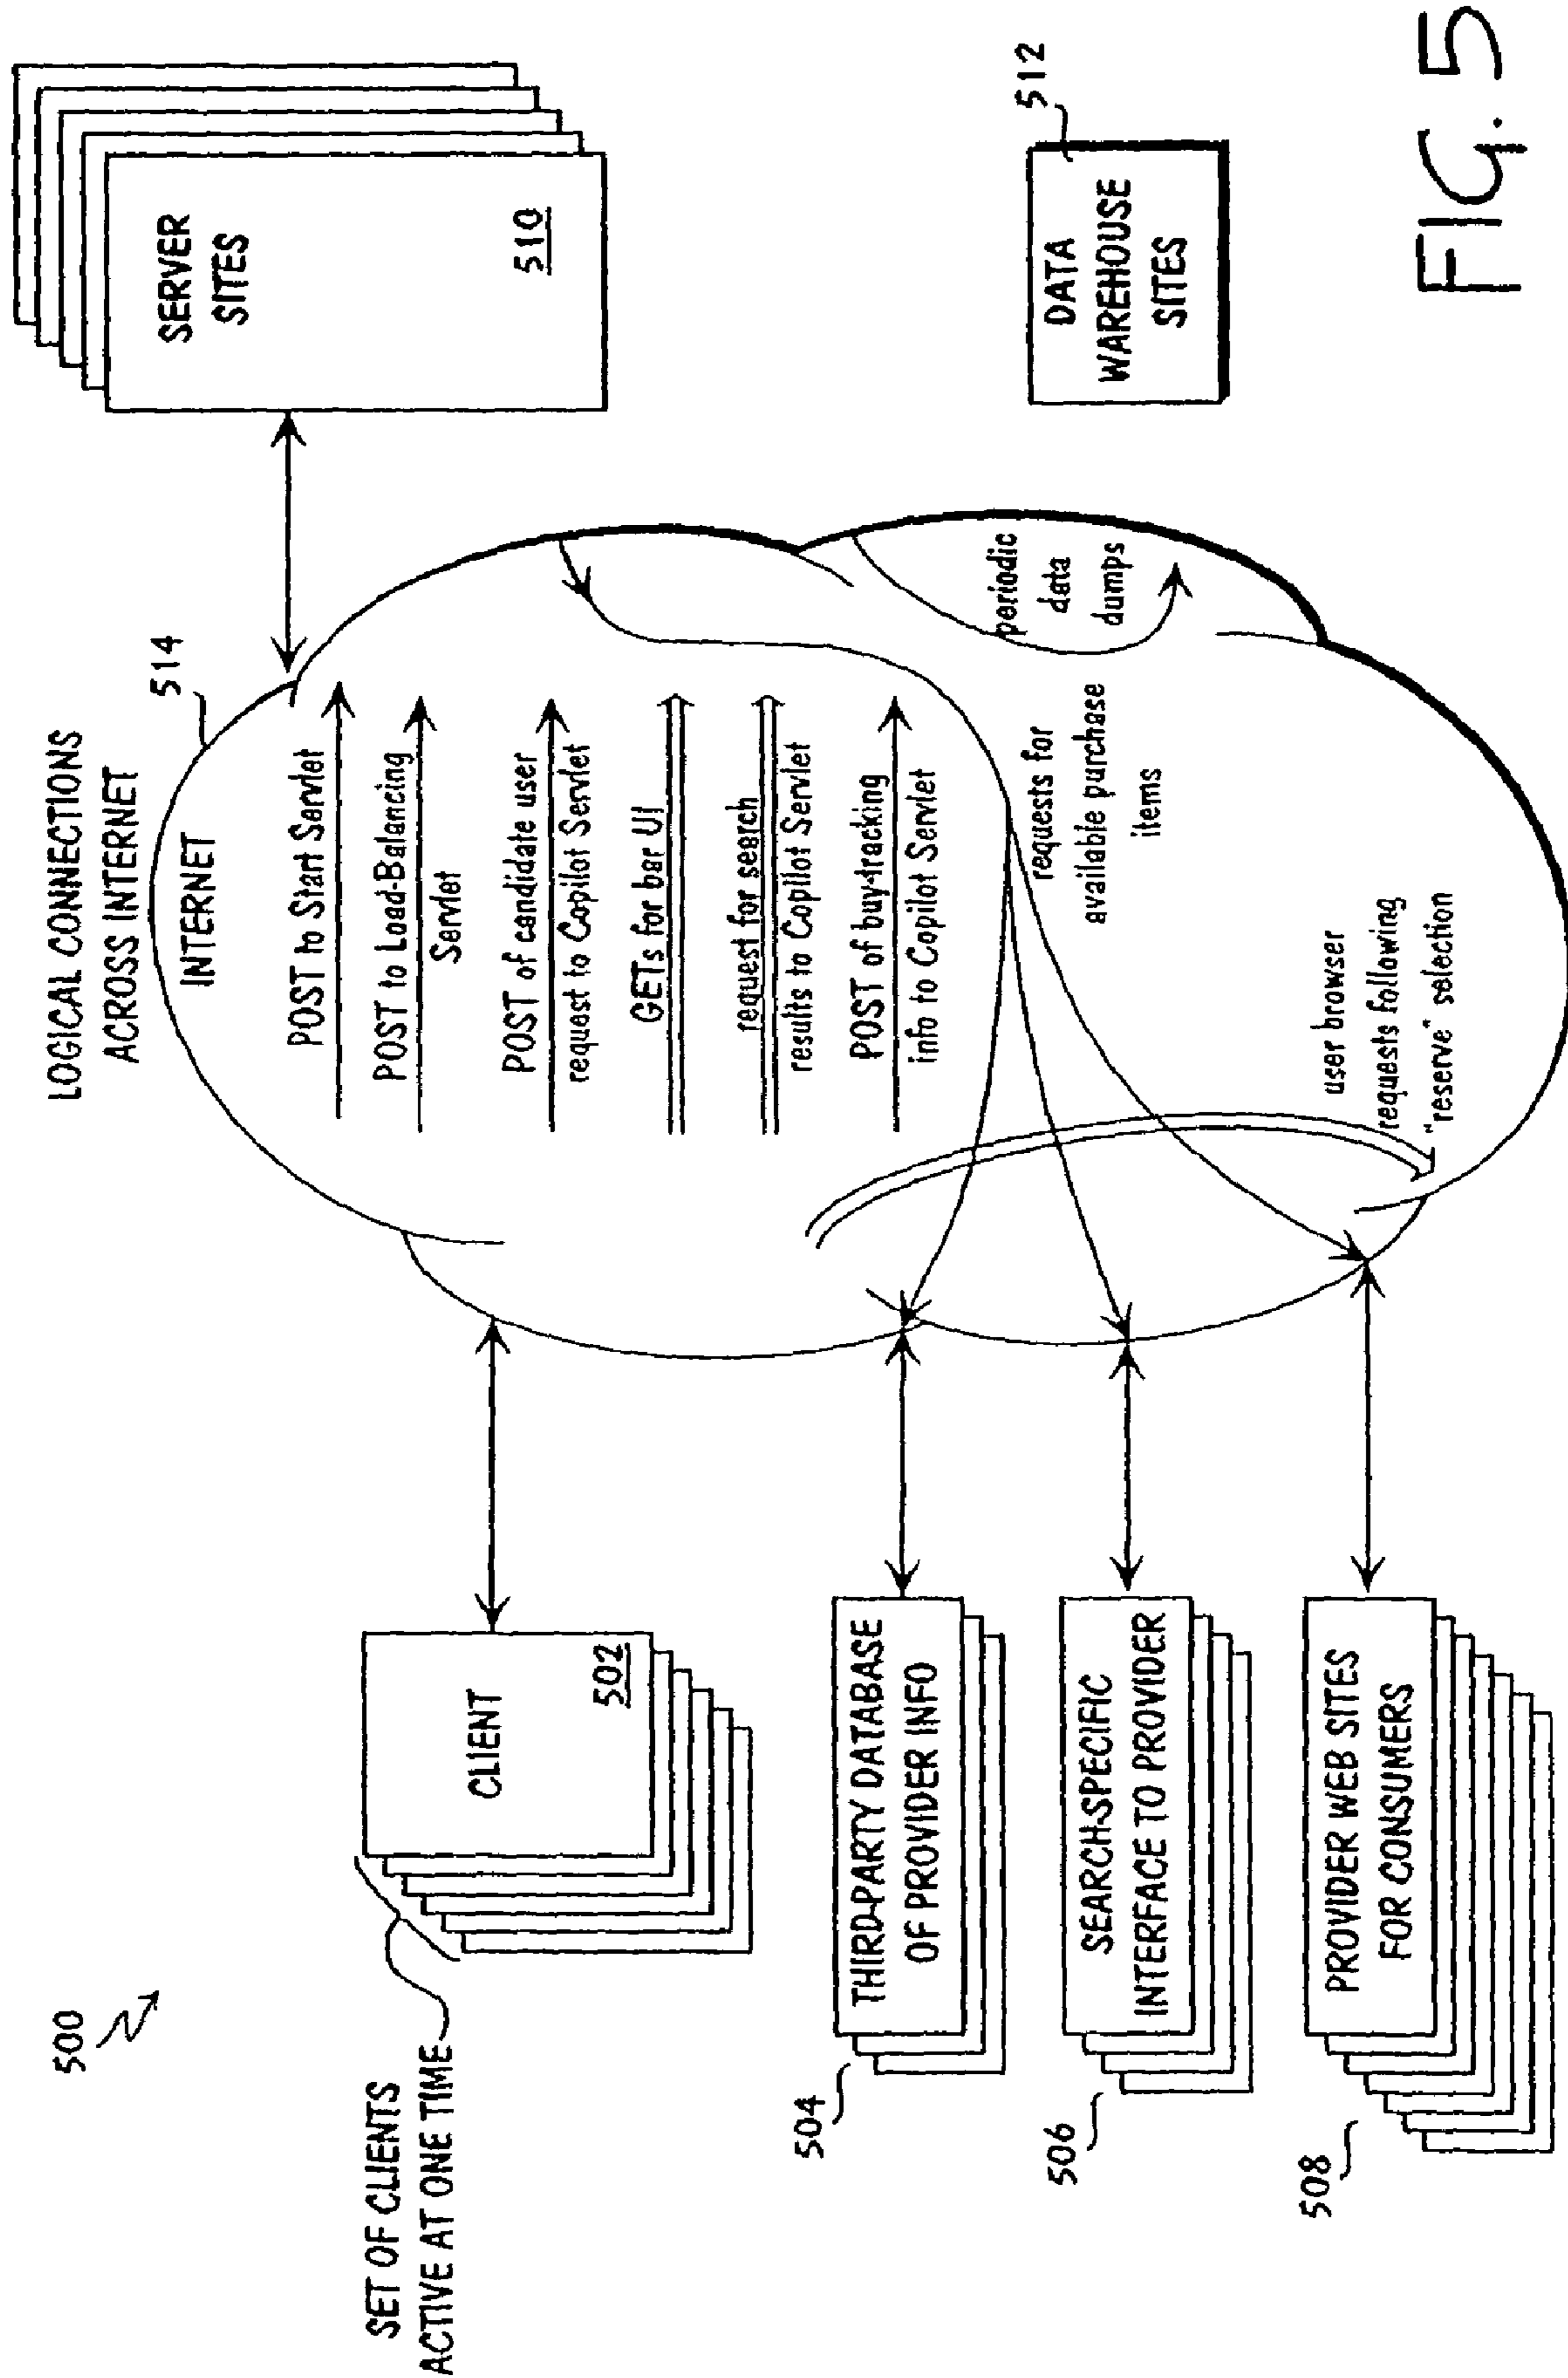 500
LOGICAL CONNECTIONS
ACROSS INTERNET
514
INTERNET
SET OF CLIENTS
ACTIVE AT ONE TIME
CLIENT
502
POST to Start Servlet
POST to Load-Balancing
Servlet
POST of candidate user
request to Copilot Servlet
GETs for bar UI
request for search
results to Copilot Servlet
POST of buy-tracking
info to Copilot Servlet
SERVER
SITES
510
504
THIRD-PARTY DATABASE
OF PROVIDER INFO
506
SEARCH-SPECIFIC
INTERFACE TO PROVIDER
508
PROVIDER WEB SITES
FOR CONSUMERS
requests for
available purchase
items
periodic
data
dumps
user browser
requests following
"reserve" selection
512
DATA
WAREHOUSE
SITES
FIG. 5